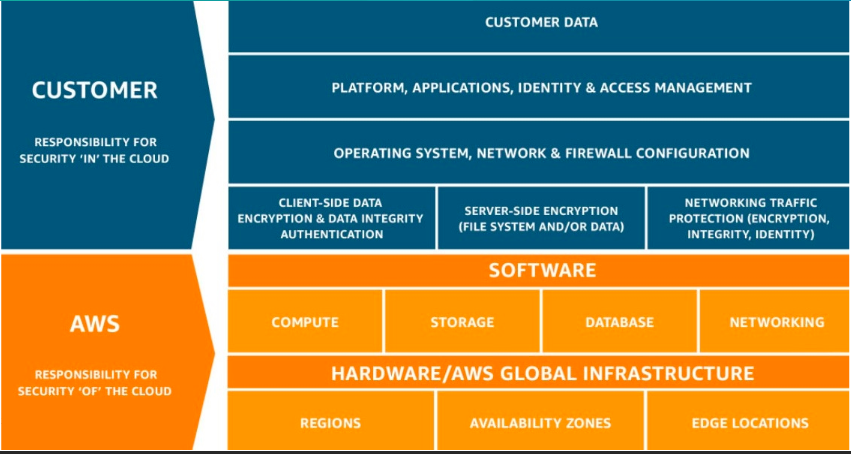 CUSTOMER
RESPONSIBILITY FOR
SECURITY ‘IN’ THE CLOUD
CUSTOMER DATA
PLATFORM, APPLICATIONS, IDENTITY & ACCESS MANAGEMENT
OPERATING SYSTEM, NETWORK & FIREWALL CONFIGURATION
CLIENT-SIDE DATA
ENCRYPTION & DATA INTEGRITY
AUTHENTICATION
SERVER-SIDE ENCRYPTION
(FILE SYSTEM AND/OR DATA)
NETWORKING TRAFFIC
PROTECTION (ENCRYPTION,
INTEGRITY, IDENTITY)
AWS
RESPONSIBILITY FOR
SECURITY ‘OF’ THE CLOUD
SOFTWARE
COMPUTE
STORAGE
DATABASE
NETWORKING
HARDWARE/AWS GLOBAL INFRASTRUCTURE
REGIONS
AVAILABILITY ZONES
EDGE LOCATIONS